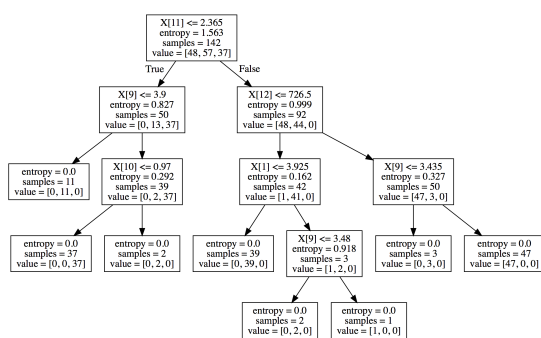 X[11] <= 2.365
entropy = 1.563
samples = 142
value = [48, 57, 37]
True
False
X[9] <= 3.9
entropy = 0.827
samples = 50
value = [0, 13, 37]
X[12] <= 726.5
entropy = 0.999
samples = 92
value = [48, 44, 0]
entropy = 0.0
samples = 11
value = [0, 11, 0]
X[10] <= 0.97
entropy = 0.292
samples = 39
value = [0, 2, 37]
X[1] <= 3.925
entropy = 0.162
samples = 42
value = [1, 41, 0]
X[9] <= 3.435
entropy = 0.327
samples = 50
value = [47, 3, 0]
entropy = 0.0
samples = 37
value = [0, 0, 37]
entropy = 0.0
samples = 2
value = [0, 2, 0]
entropy = 0.0
samples = 39
value = [0, 39, 0]
X[9] <= 3.48
entropy = 0.918
samples = 3
value = [1, 2, 0]
entropy = 0.0
samples = 3
value = [0, 3, 0]
entropy = 0.0
samples = 47
value = [47, 0, 0]
entropy = 0.0
samples = 2
value = [0, 2, 0]
entropy = 0.0
samples = 1
value = [1, 0, 0]